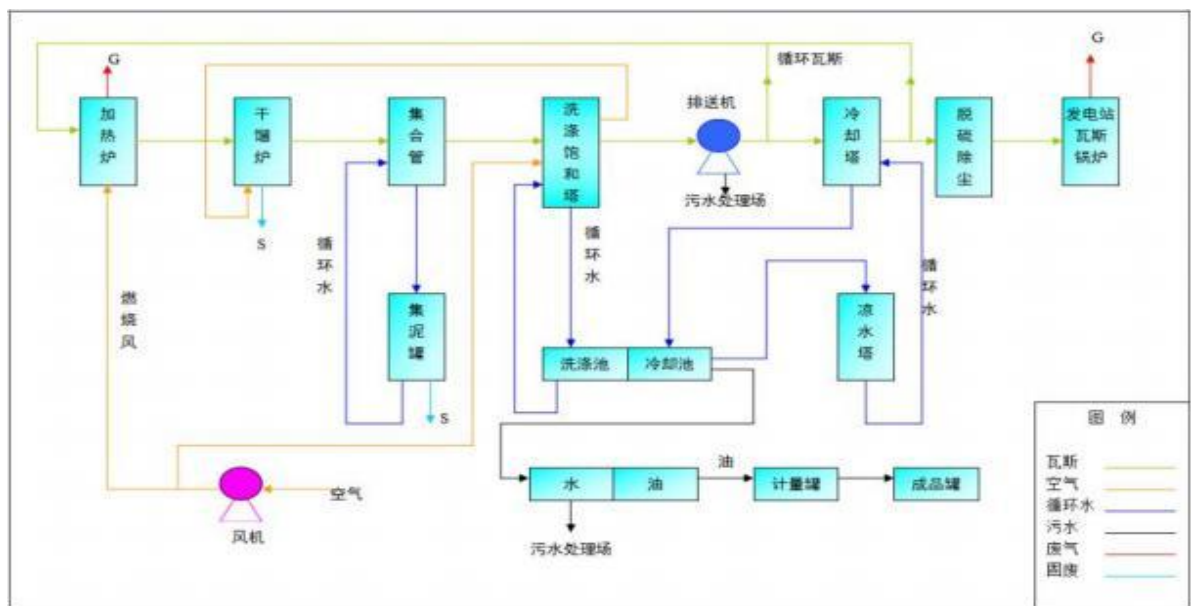 G
G
循环瓦斯
排送机
加热炉
干馏炉
集合管
洗涤饱和塔
冷却塔
脱硫除尘
发电站
瓦斯
锅炉
污水处理场
S
循环水
循环水
循环水
燃烧风
集泥罐
凉水塔
洗涤池
冷却池
S
图 例
瓦斯
空气
循环水
污水
废气
固废
油
水
油
计量罐
成品罐
空气
风机
污水处理场